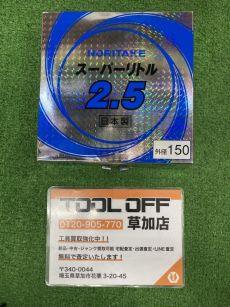 NORITAKE
スーパーリトル
2.5
日本製
外径 150
TOOL OFF
0120-905-770 草加店
工具買取強化中！！
新品・中古・ジャンク買取可能 宅配査定・出張査定・LINE査定
無料で査定いたします！
〒340-0044
埼玉県草加市花栗 3-20-45